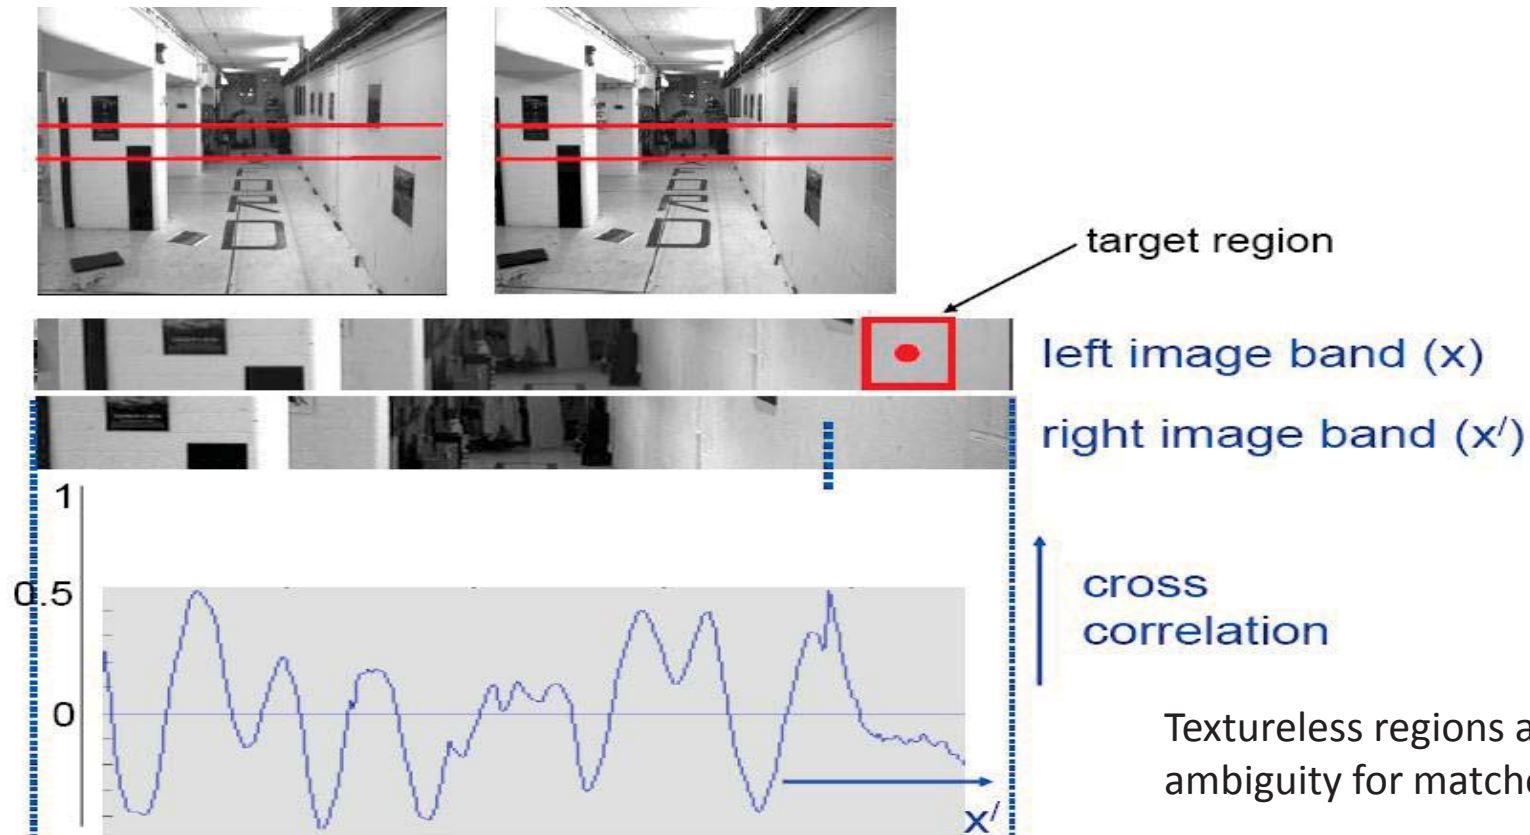 target region
left image band (x)
right image band (x/)
1
0.5
cross
correlation
0
Textureless regions a
ambiguity for matche
x/